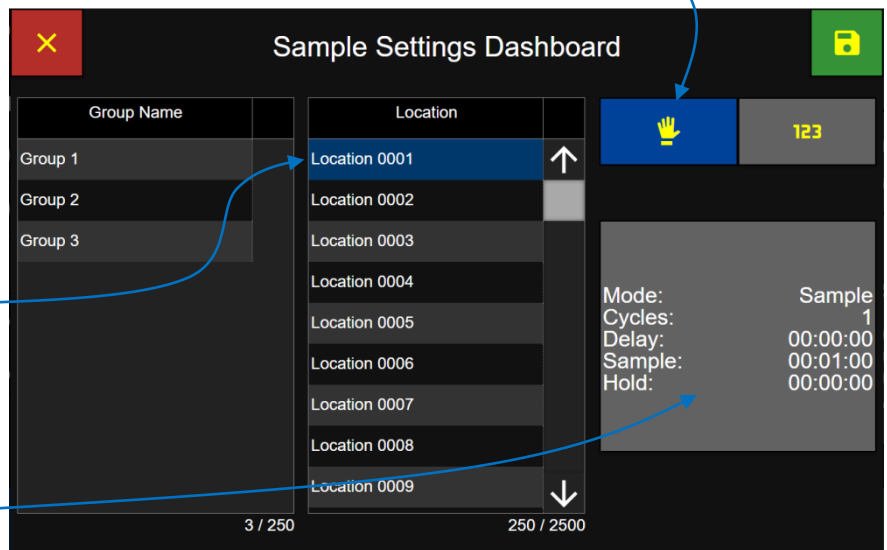 Sample Settings Dashboard
Group Name
Group 1
Group 2
Group 3
3 / 250
Location
Location 0001
Location 0002
Location 0003
Location 0004
Location 0005
Location 0006
Location 0007
Location 0008
Location 0009
250 / 2500
123
Mode: Sample
Cycles: 1
Delay: 00:00:00
Sample: 00:01:00
Hold: 00:00:00